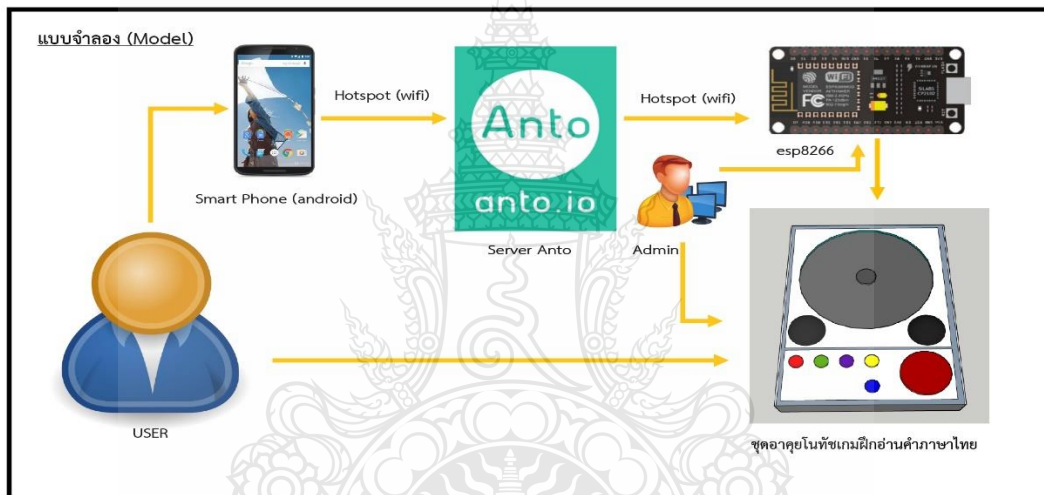 แบบจำลอง (Model)
Hotspot (wifi)
Hotspot (wifi)
Smart Phone (android)
Anto
anto.io
Server Anto
Admin
WiFi
FC
esp8266
USER
ชุดอาดุยโนทัชเกมฝึกอ่านคำภาษาไทย